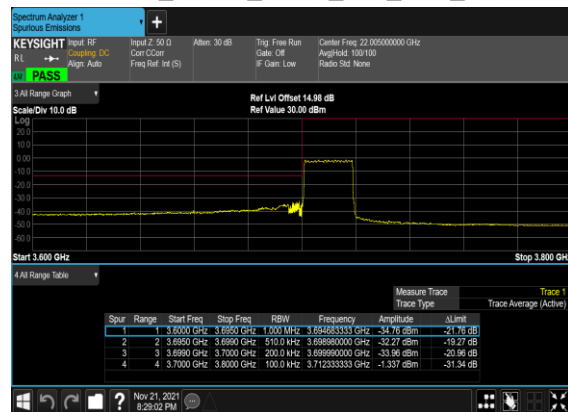 Spectrum Analyzer 1
Spurious Emissions
KEYSIGHT Input: RF Input Z: 50 Ω Atten: 30 dB Trig: Free Run Center Freq: 22.005000000 GHz
RL Coupling: DC Corr CCorr Gate: Off Avg|Hold: 100/100
Align: Auto Freq Ref: Int (S) IF Gain: Low Radio Std: None
LU PASS
3 All Range Graph
Ref Lvl Offset 14.98 dB
Scale/Div 10.0 dB Ref Value 30.00 dBm
Log
20.0
10.0
0.00
-10.0
-20.0
-30.0
-40.0
-50.0
-60.0
Start 3.600 GHz Stop 3.800 GHz
4 All Range Table
Measure Trace Trace 1
Trace Type Trace Average (Active)
Spur Range Start Freq Stop Freq RBW Frequency Amplitude ΔLimit
1 1 3.6000 GHz 3.6950 GHz 1.000 MHz 3.694683333 GHz -34.76 dBm -21.76 dB
2 2 3.6950 GHz 3.6990 GHz 510.0 kHz 3.698980000 GHz -32.27 dBm -19.27 dB
3 3 3.6990 GHz 3.7000 GHz 200.0 kHz 3.699990000 GHz -33.96 dBm -20.96 dB
4 4 3.7000 GHz 3.8000 GHz 100.0 kHz 3.712333333 GHz -1.337 dBm -31.34 dB
Nov 21, 2021
8:29:02 PM